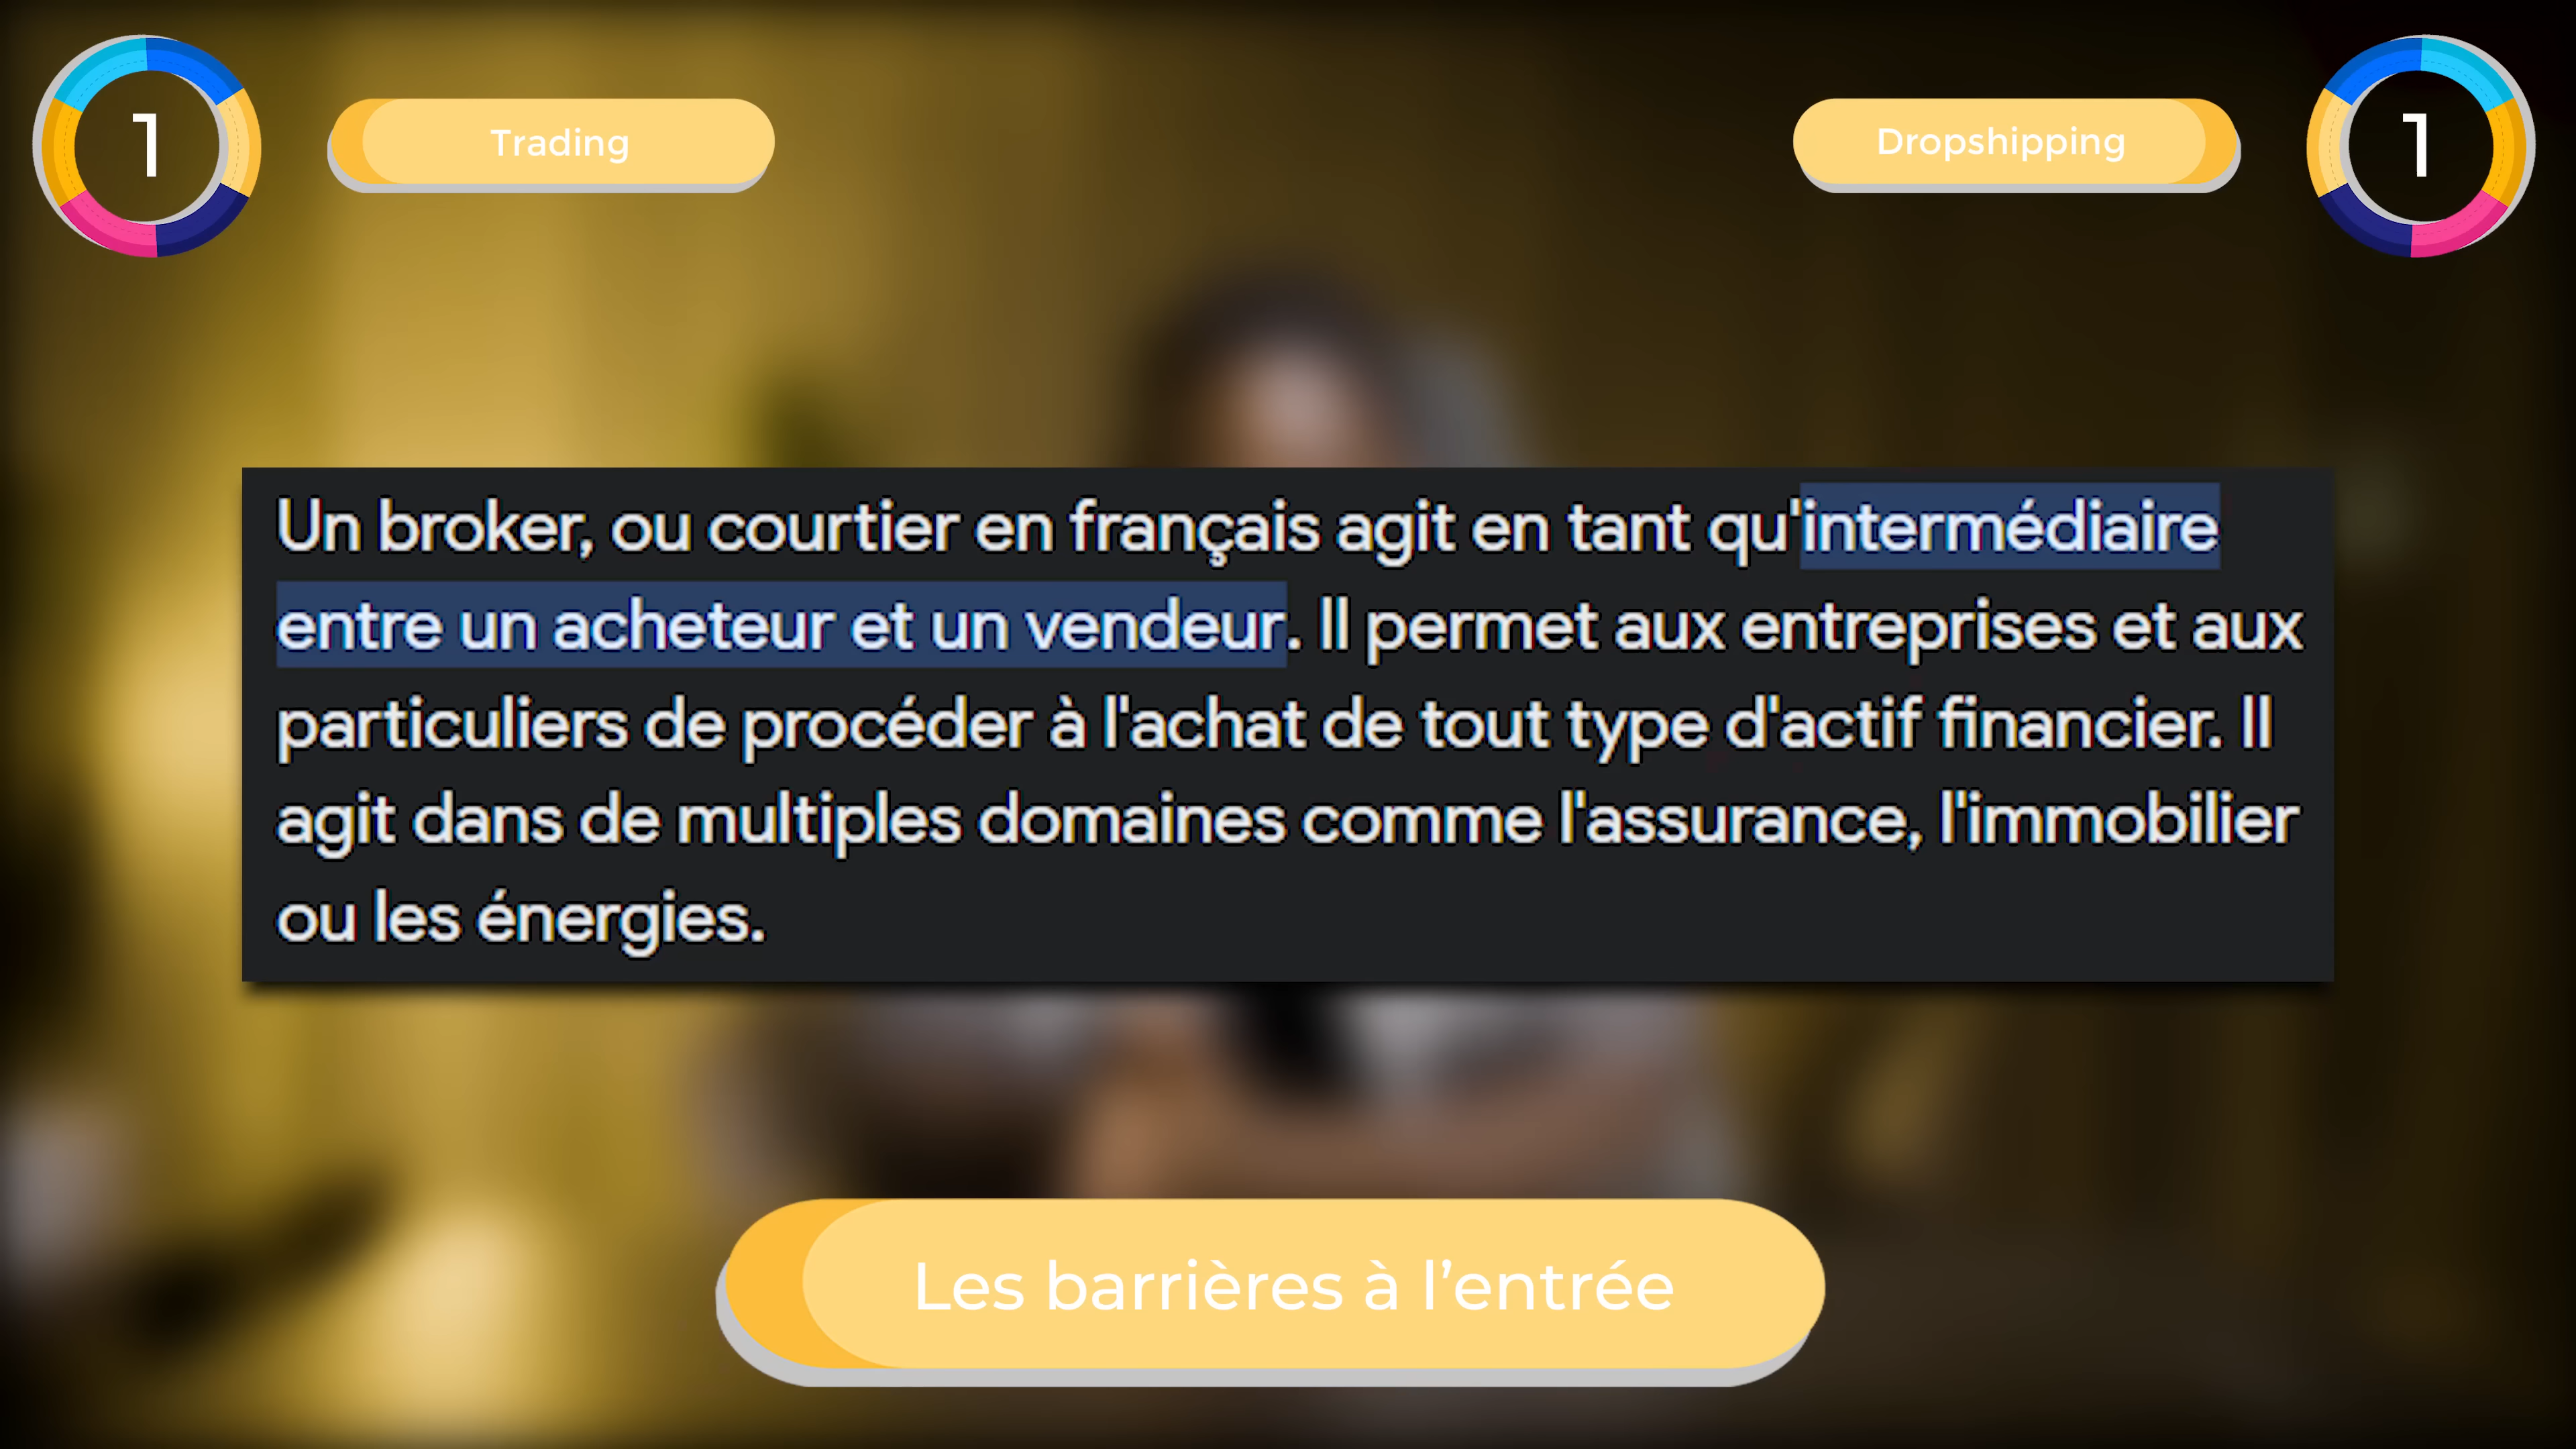 1
Trading
Dropshipping
1
Un broker, ou courtier en français agit en tant qu'intermédiaire
entre un acheteur et un vendeur. Il permet aux entreprises et aux
particuliers de procéder à l'achat de tout type d'actif financier. Il
agit dans de multiples domaines comme l'assurance, l'immobilier
ou les énergies.
Les barrières à l’entrée